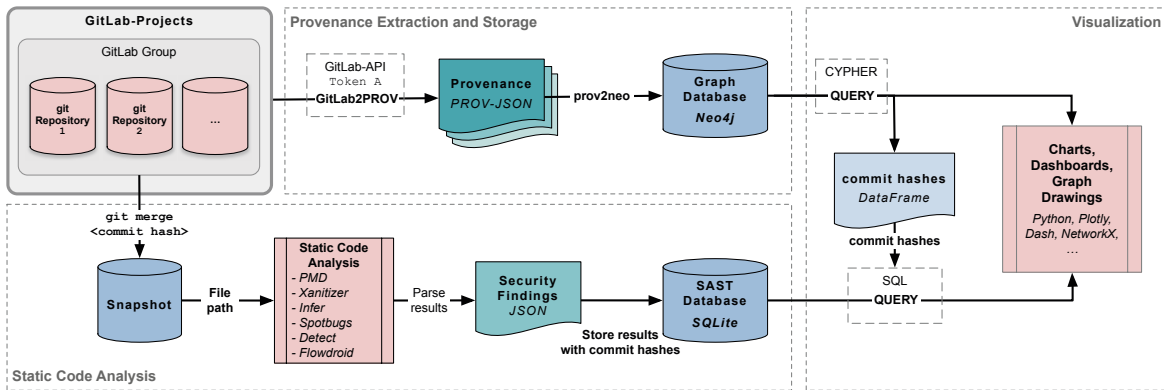 GitLab-Projects
GitLab Group
git
Repository
1
git
Repository
2
...
Provenance Extraction and Storage
GitLab-API
Token A
GitLab2PROV
Provenance
PROV-JSON
prov2neo
Graph
Database
Neo4j
Visualization
CYPHER
QUERY
commit hashes
DataFrame
commit hashes
SQL
QUERY
Charts,
Dashboards,
Graph
Drawings
Python, Plotly,
Dash, NetworkX,
...
git merge
<commit hash>
Snapshot
File
path
Static Code
Analysis
- PMD
- Xanitizer
- Infer
- Spotbugs
- Detect
- Flowdroid
Parse
results
Security
Findings
JSON
Store results
with commit hashes
SAST
Database
SQLite
Static Code Analysis